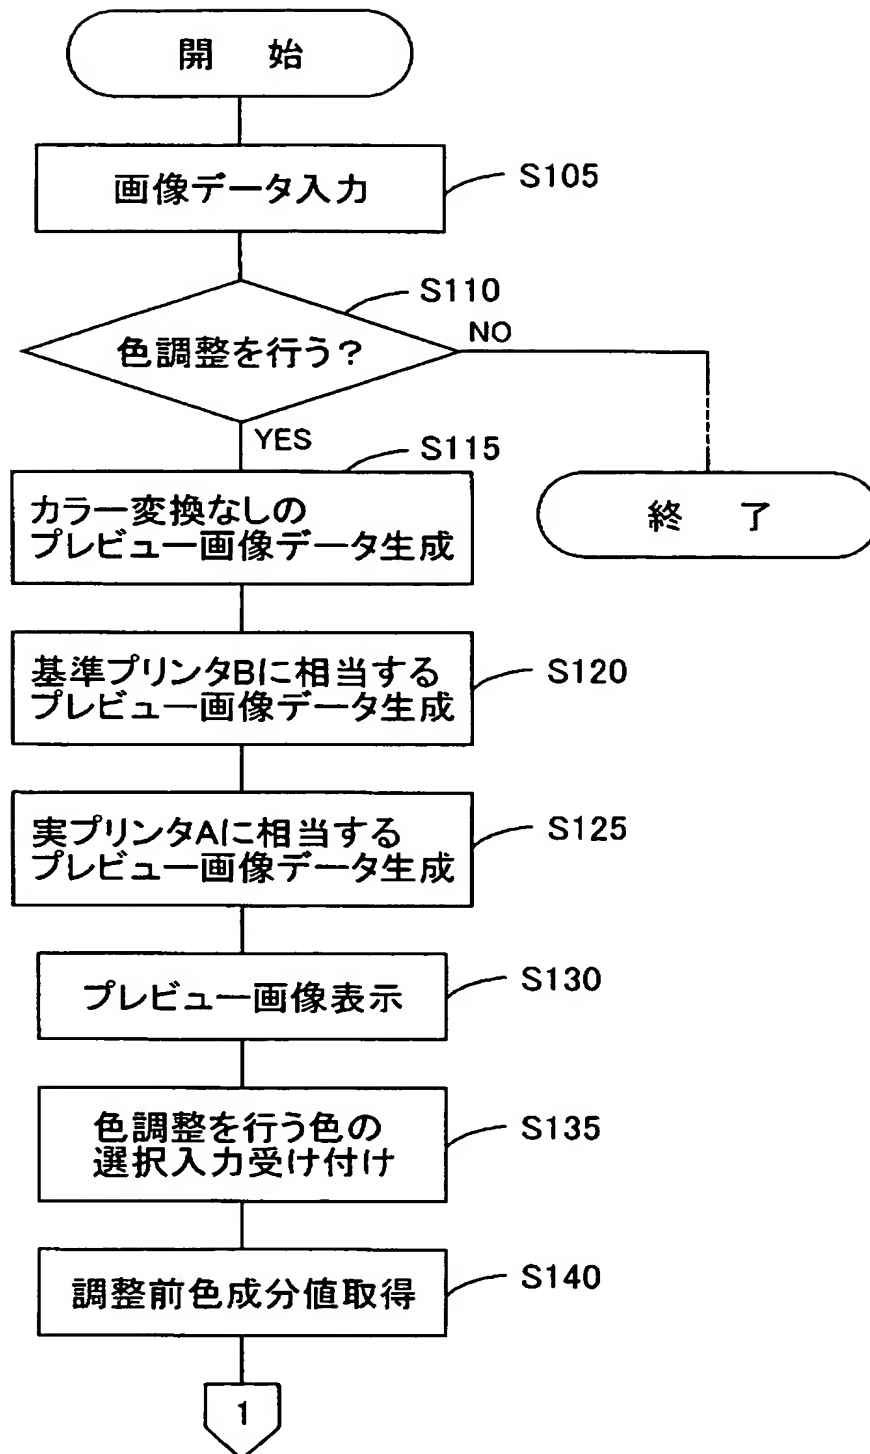 開 始
画像データ入力
S105
S110
色調整を行う?
NO
YES
S115
カラー変換なしの
プレビュー画像データ生成
終 了
基準プリンタBに相当する
プレビュー画像データ生成
S120
実プリンタAに相当する
プレビュー画像データ生成
S125
プレビュー画像表示
S130
色調整を行う色の
選択入力受け付け
S135
調整前色成分値取得
S140
1